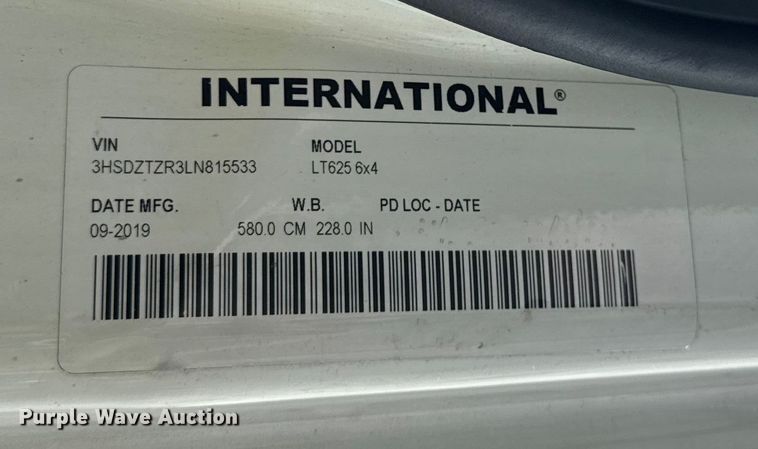 INTERNATIONAL®
VIN MODEL
3HSDZTZR3LN815533 LT625 6x4
DATE MFG. W.B. PD LOC - DATE
09-2019 580.0 CM 228.0 IN
Purple Wave Auction